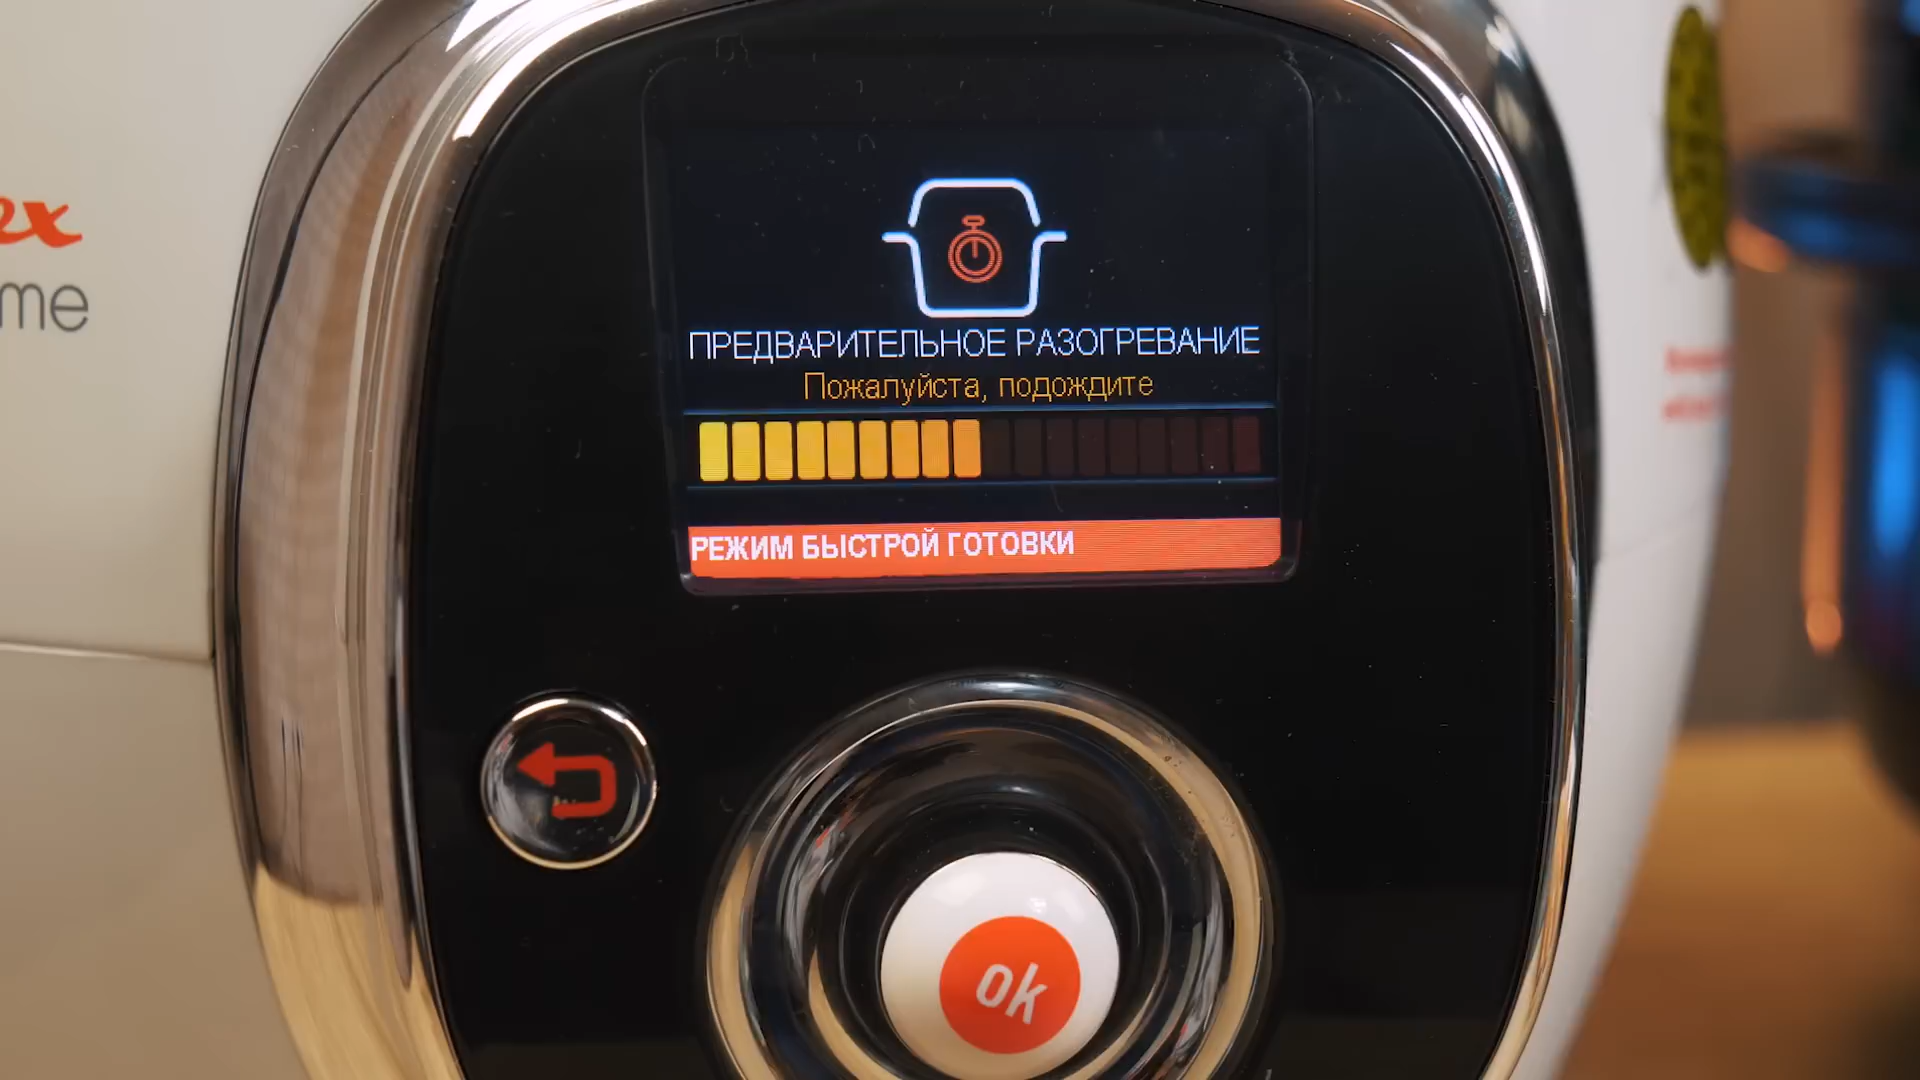 ex
me
ПРЕДВАРИТЕЛЬНОЕ РАЗОГРЕВАНИЕ
Пожалуйста, подождите
РЕЖИМ БЫСТРОЙ ГОТОВКИ
ok